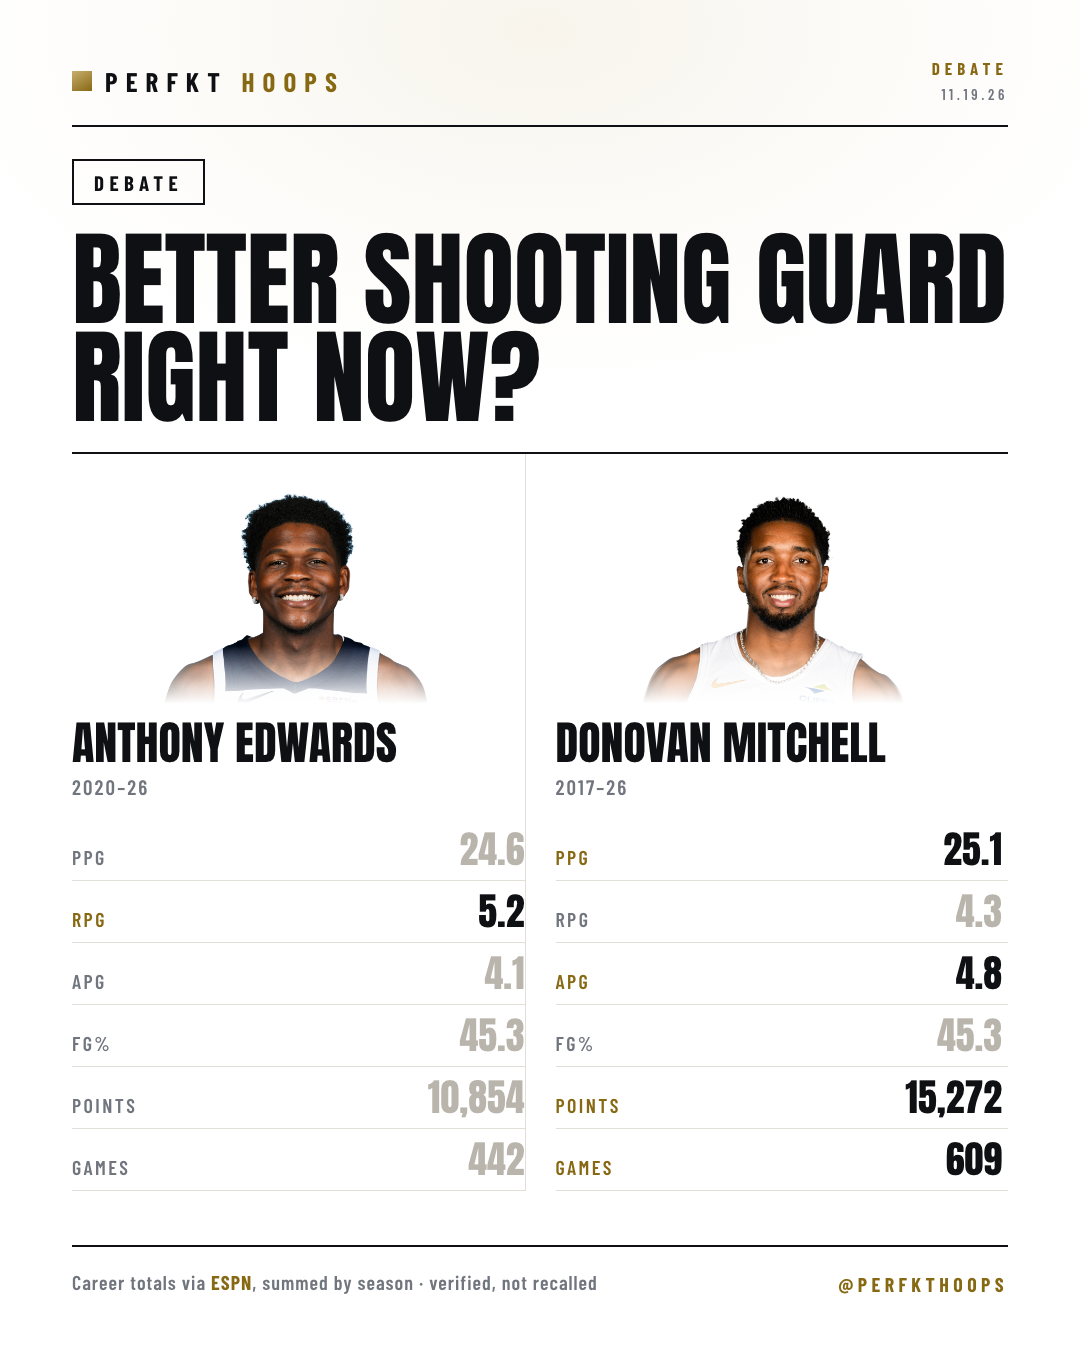 PERFKT HOOPS
DEBATE
11.19.26
DEBATE
BETTER SHOOTING GUARD
RIGHT NOW?
ANTHONY EDWARDS
2020–26
PPG 24.6
RPG 5.2
APG 4.1
FG% 45.3
POINTS 10,854
GAMES 442
DONOVAN MITCHELL
2017–26
PPG 25.1
RPG 4.3
APG 4.8
FG% 45.3
POINTS 15,272
GAMES 609
Career totals via ESPN, summed by season · verified, not recalled
@PERFKTHOOPS